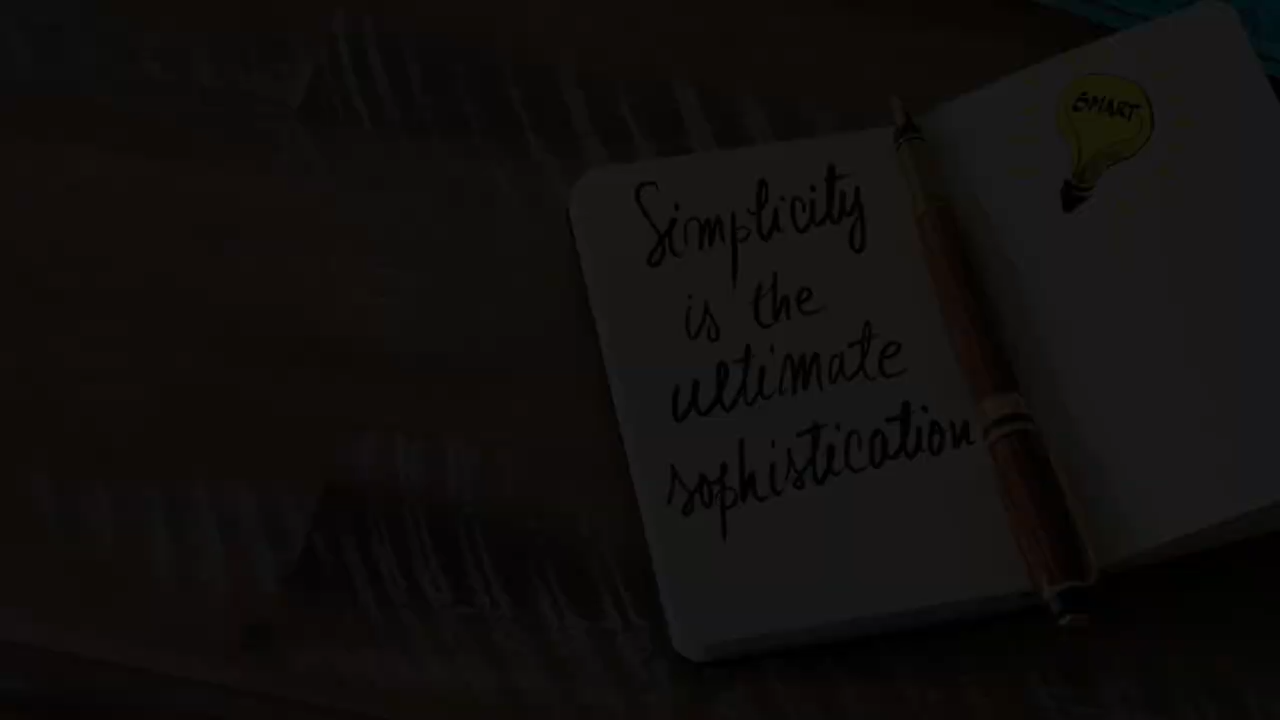 Simplicity
is the
ultimate
sophistication
SMART